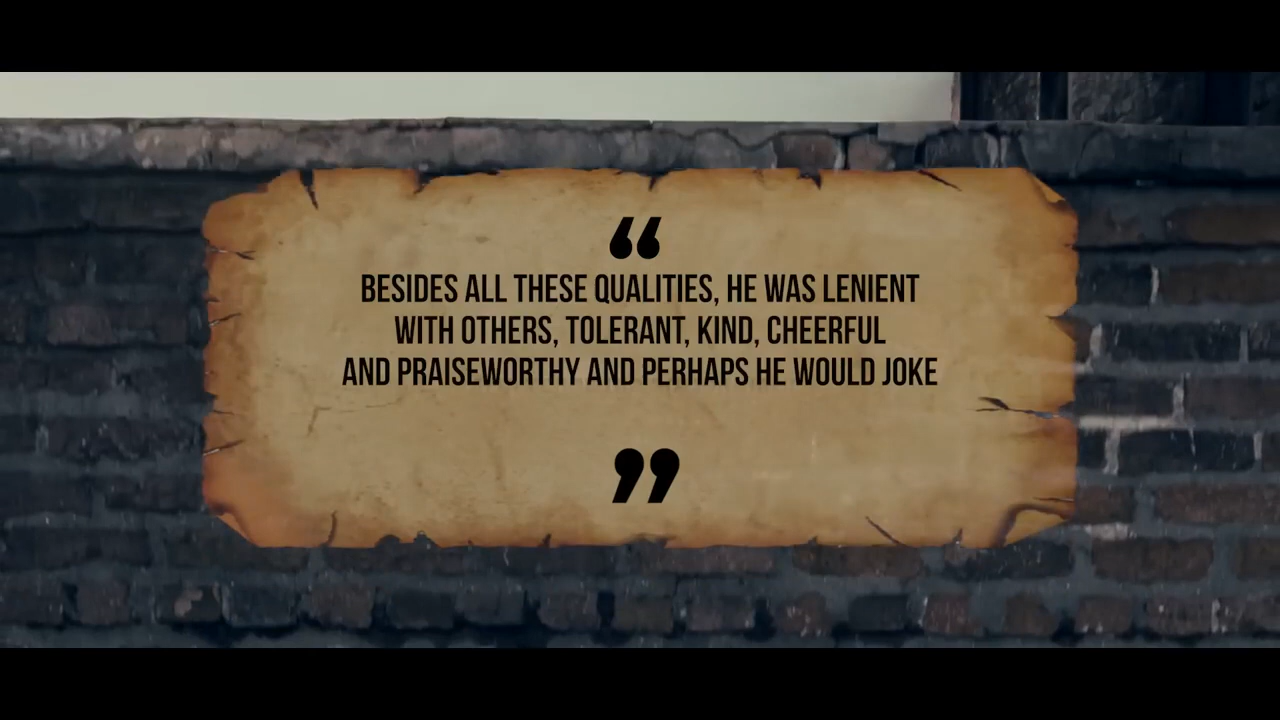 “
BESIDES ALL THESE QUALITIES, HE WAS LENIENT
WITH OTHERS, TOLERANT, KIND, CHEERFUL
AND PRAISEWORTHY AND PERHAPS HE WOULD JOKE
”